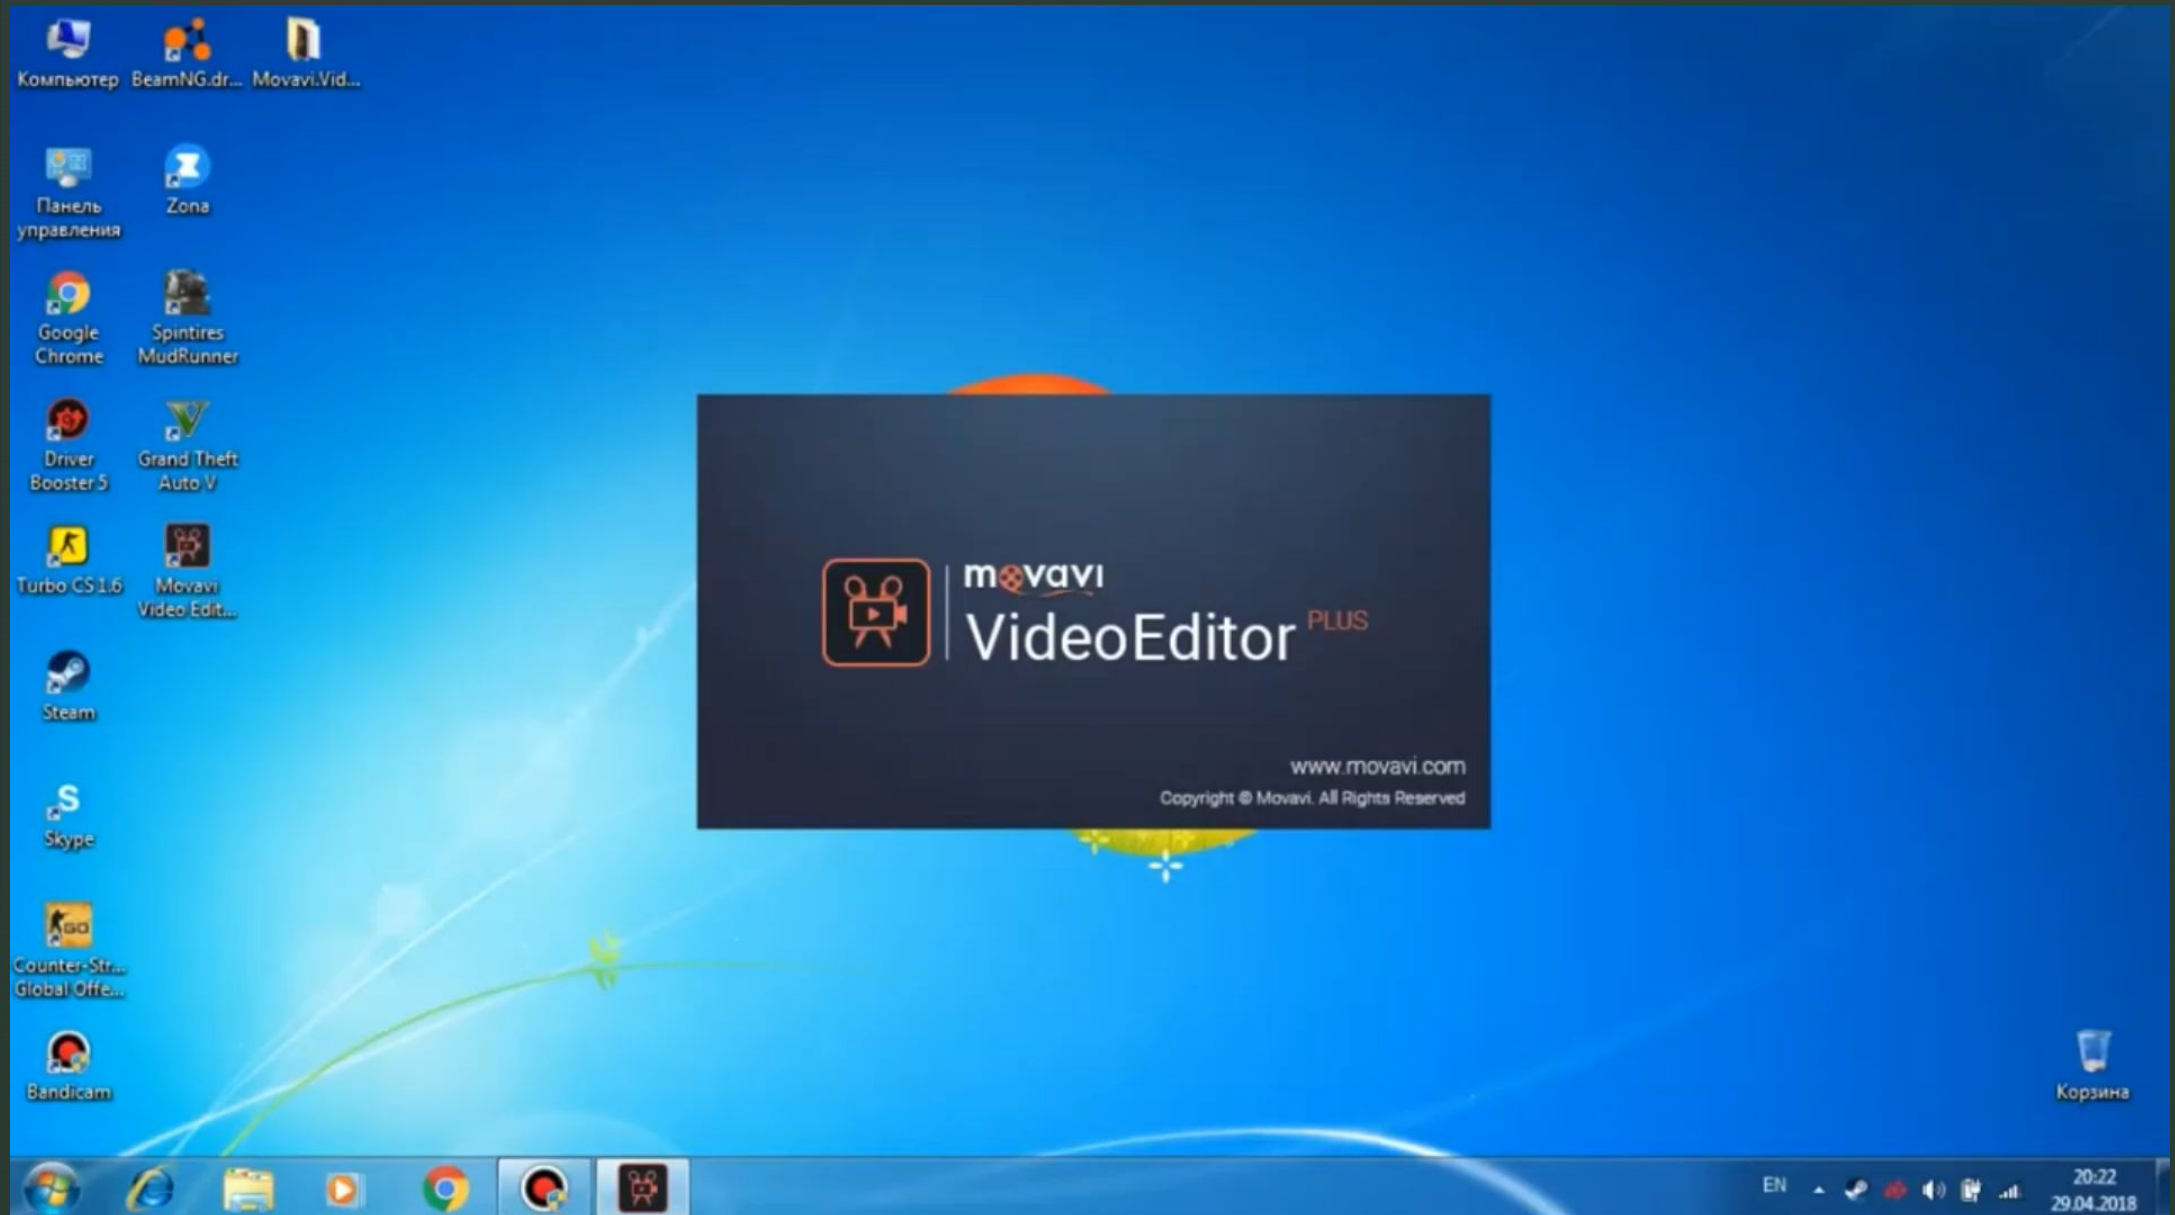 Компьютер
BeamNG.dr...
Movavi.Vid...
Панель
управления
Zona
Google
Chrome
Spintires
MudRunner
Driver
Booster 5
Grand Theft
Auto V
Turbo CS 1.6
Movavi
Video Edit...
Steam
Skype
GO
Counter-Str...
Global Offe...
Bandicam
movavi
VideoEditor PLUS
www.movavi.com
Copyright © Movavi. All Rights Reserved
Корзина
EN
20:22
29.04.2018